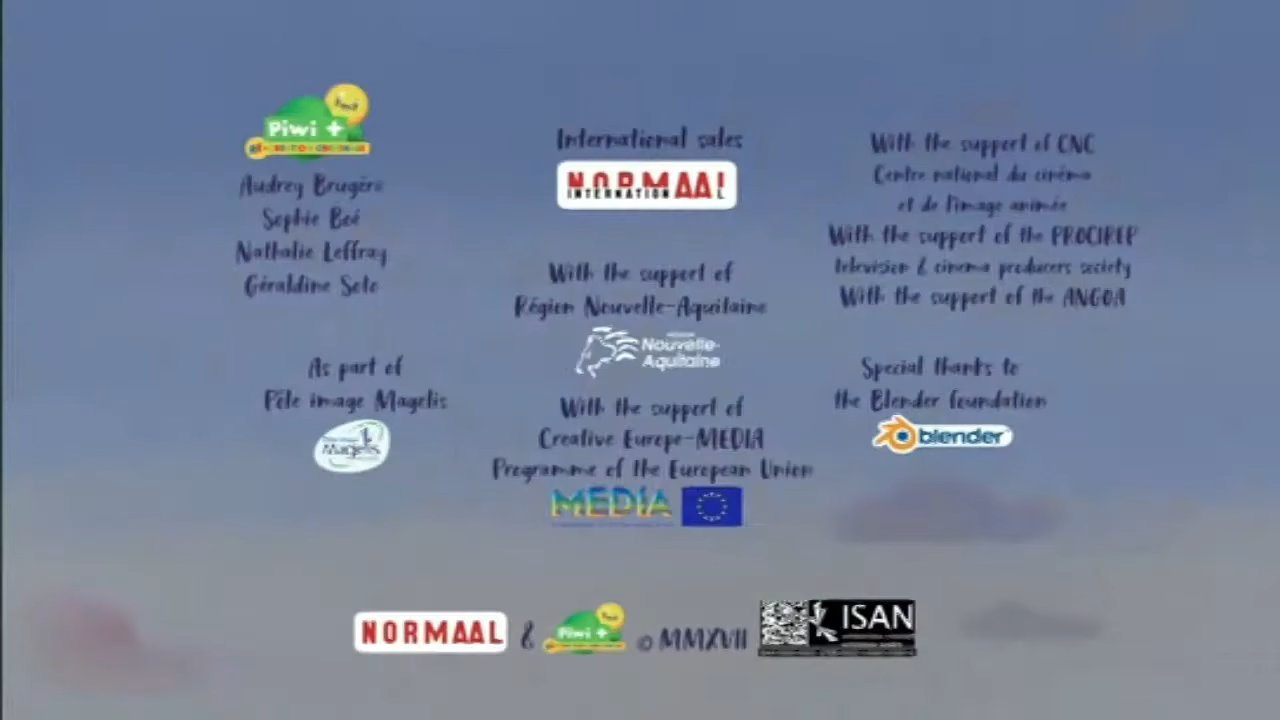 Piwi +
Audrey Brugère
Sophie Boé
Nathalie Leffray
Géraldine Soto
As part of
Pôle image Magelis
Magelis
International sales
NORMAAL
INTERNATIONAL
With the support of
Région Nouvelle-Aquitaine
Nouvelle-
Aquitaine
With the support of
Creative Europe-MEDIA
Programme of the European Union
MEDIA
With the support of CNC
Centre national du cinéma
et de l'image animée
With the support of the PROCIREP
television & cinema producers society
With the support of the ANGOA
Special thanks to
the Blender foundation
blender
NORMAAL & Piwi + © MMXVII ISAN